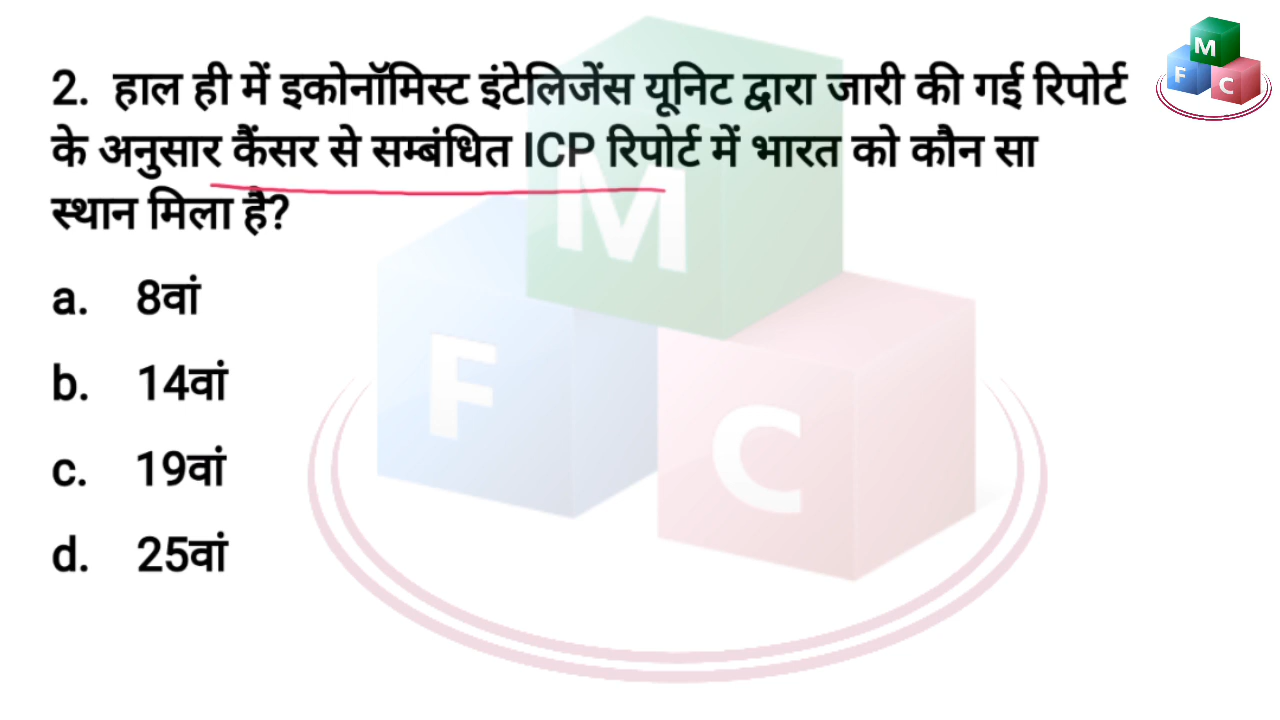 2. हाल ही में इकोनॉमिस्ट इंटेलिजेंस यूनिट द्वारा जारी की गई रिपोर्ट
के अनुसार कैंसर से सम्बंधित ICP रिपोर्ट में भारत को कौन सा
स्थान मिला है?
a. 8वां
b. 14वां
c. 19वां
d. 25वां
M
F
C
M
F
C